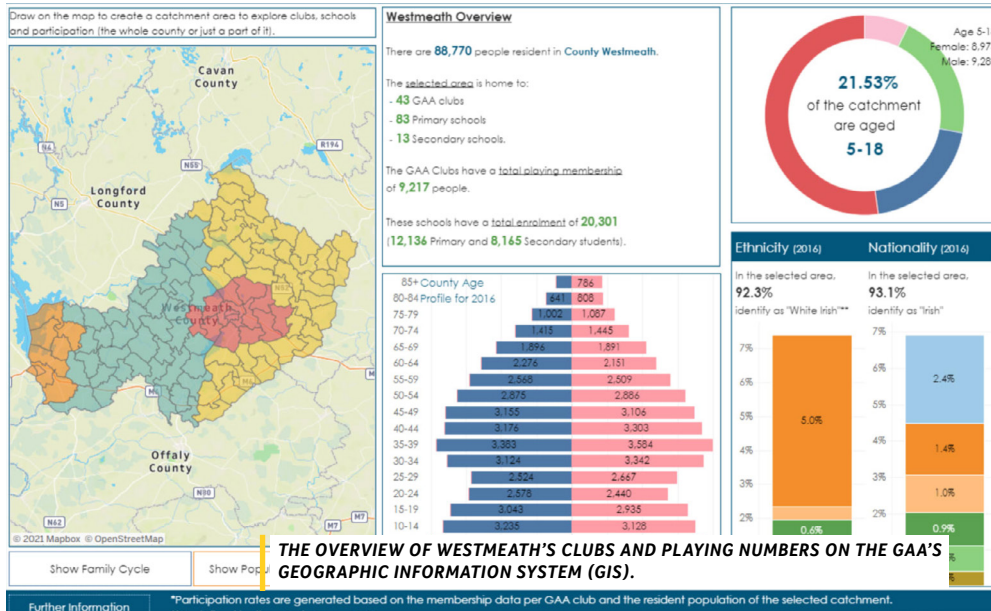 Draw on the map to create a catchment area to explore clubs, schools
and participation (the whole county or just a part of it).
Cavan
County
N4
R194
N55
Longford
County
N5
N52
Westmeath
County
M4
M6
Offaly
County
N80
N62
M7
M7
© 2021 Mapbox © OpenStreetMap
Show Family Cycle
Westmeath Overview
There are 88,770 people resident in County Westmeath.
The selected area is home to:
- 43 GAA clubs
- 83 Primary schools
- 13 Secondary schools.
The GAA Clubs have a total playing membership
of 9,217 people.
These schools have a total enrolment of 20,301
(12,136 Primary and 8,165 Secondary students).
County Age
Profile for 2016
85+ 786
80-84 641 808
75-79 1,002 1,087
70-74 1,415 1,445
65-69 1,896 1,891
60-64 2,276 2,151
55-59 2,568 2,509
50-54 2,875 2,886
45-49 3,155 3,106
40-44 3,176 3,303
35-39 3,383 3,584
30-34 3,124 3,342
25-29 2,524 2,667
20-24 2,578 2,440
15-19 3,043 2,935
10-14 3,235 3,128
21.53%
of the catchment
are aged
5-18
Age 5-1
Female: 8,97
Male: 9,28
Ethnicity (2016)
In the selected area,
92.3%
identify as "White Irish"**
7%
6%
5%
4%
3%
2%
5.0%
0.6%
Nationality (2016)
In the selected area,
93.1%
identify as "Irish"
7%
6%
5%
4%
3%
2%
2.4%
1.4%
1.0%
0.9%
THE OVERVIEW OF WESTMEATH'S CLUBS AND PLAYING NUMBERS ON THE GAA'S
GEOGRAPHIC INFORMATION SYSTEM (GIS).
Further Information
*Participation rates are generated based on the membership data per GAA club and the resident population of the selected catchment.